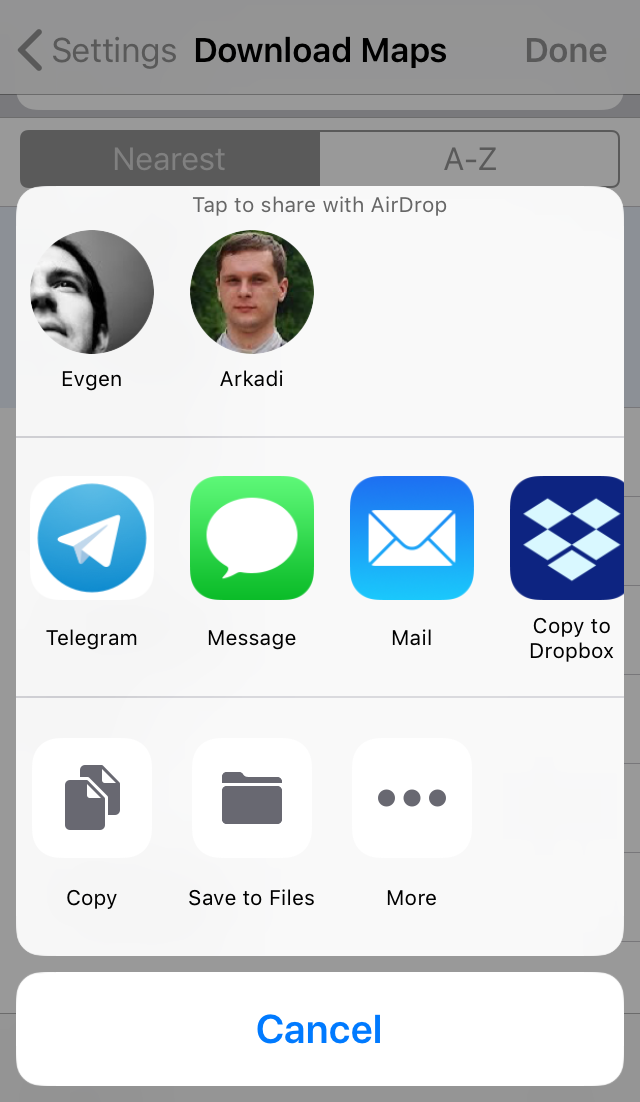 Settings
Download Maps
Done
Nearest
A-Z
Tap to share with AirDrop
Evgen
Arkadi
Telegram
Message
Mail
Copy to
Dropbox
Copy
Save to Files
More
Cancel